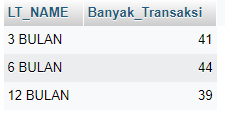 LT_NAME Banyak_Transaksi
3 BULAN 41
6 BULAN 44
12 BULAN 39